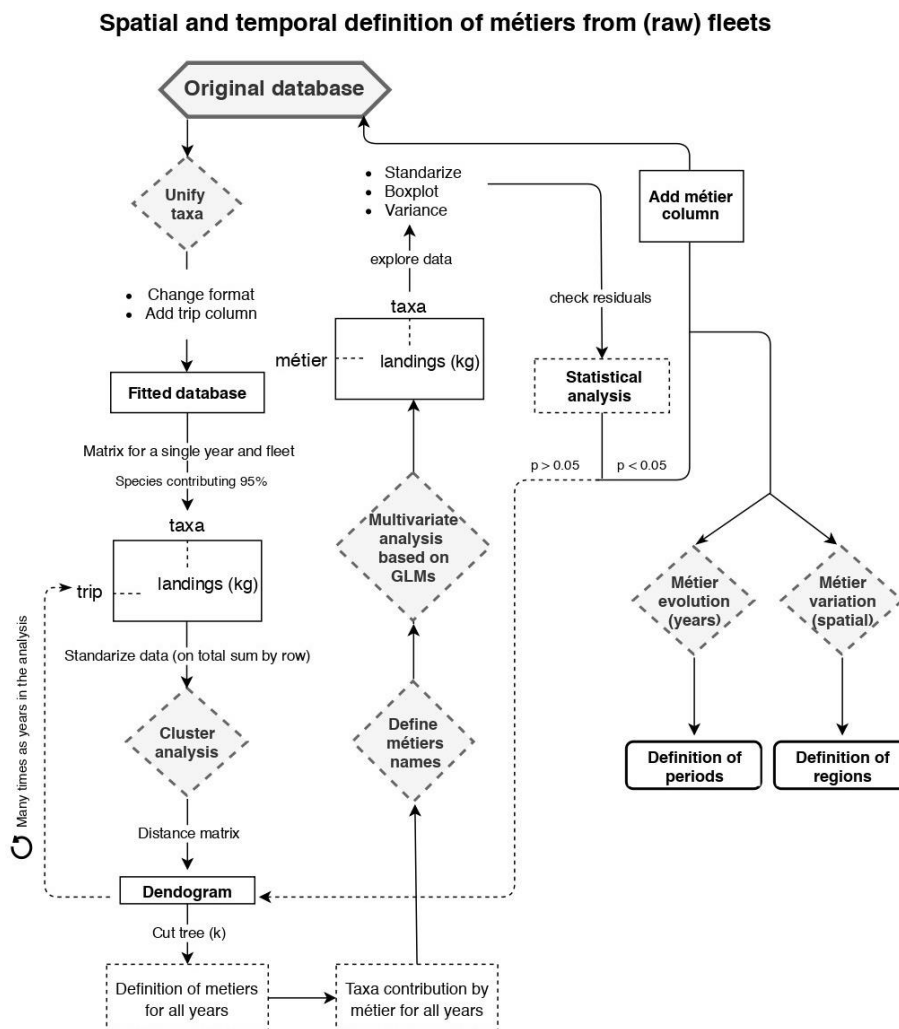 Spatial and temporal definition of métiers from (raw) fleets
Original database
Unify
taxa
• Change format
• Add trip column
Fitted database
Matrix for a single year and fleet
Species contributing 95%
taxa
landings (kg)
trip
Standarize data (on total sum by row)
Cluster
analysis
Distance matrix
Dendogram
Cut tree (k)
Many times as years in the analysis
Definition of metiers
for all years
Taxa contribution by
métier for all years
Define
métiers
names
Multivariate
analysis
based on
GLMs
taxa
métier
landings (kg)
explore data
• Standarize
• Boxplot
• Variance
check residuals
Statistical
analysis
p > 0.05
p < 0.05
Add métier
column
Métier
evolution
(years)
Métier
variation
(spatial)
Definition of
periods
Definition of
regions